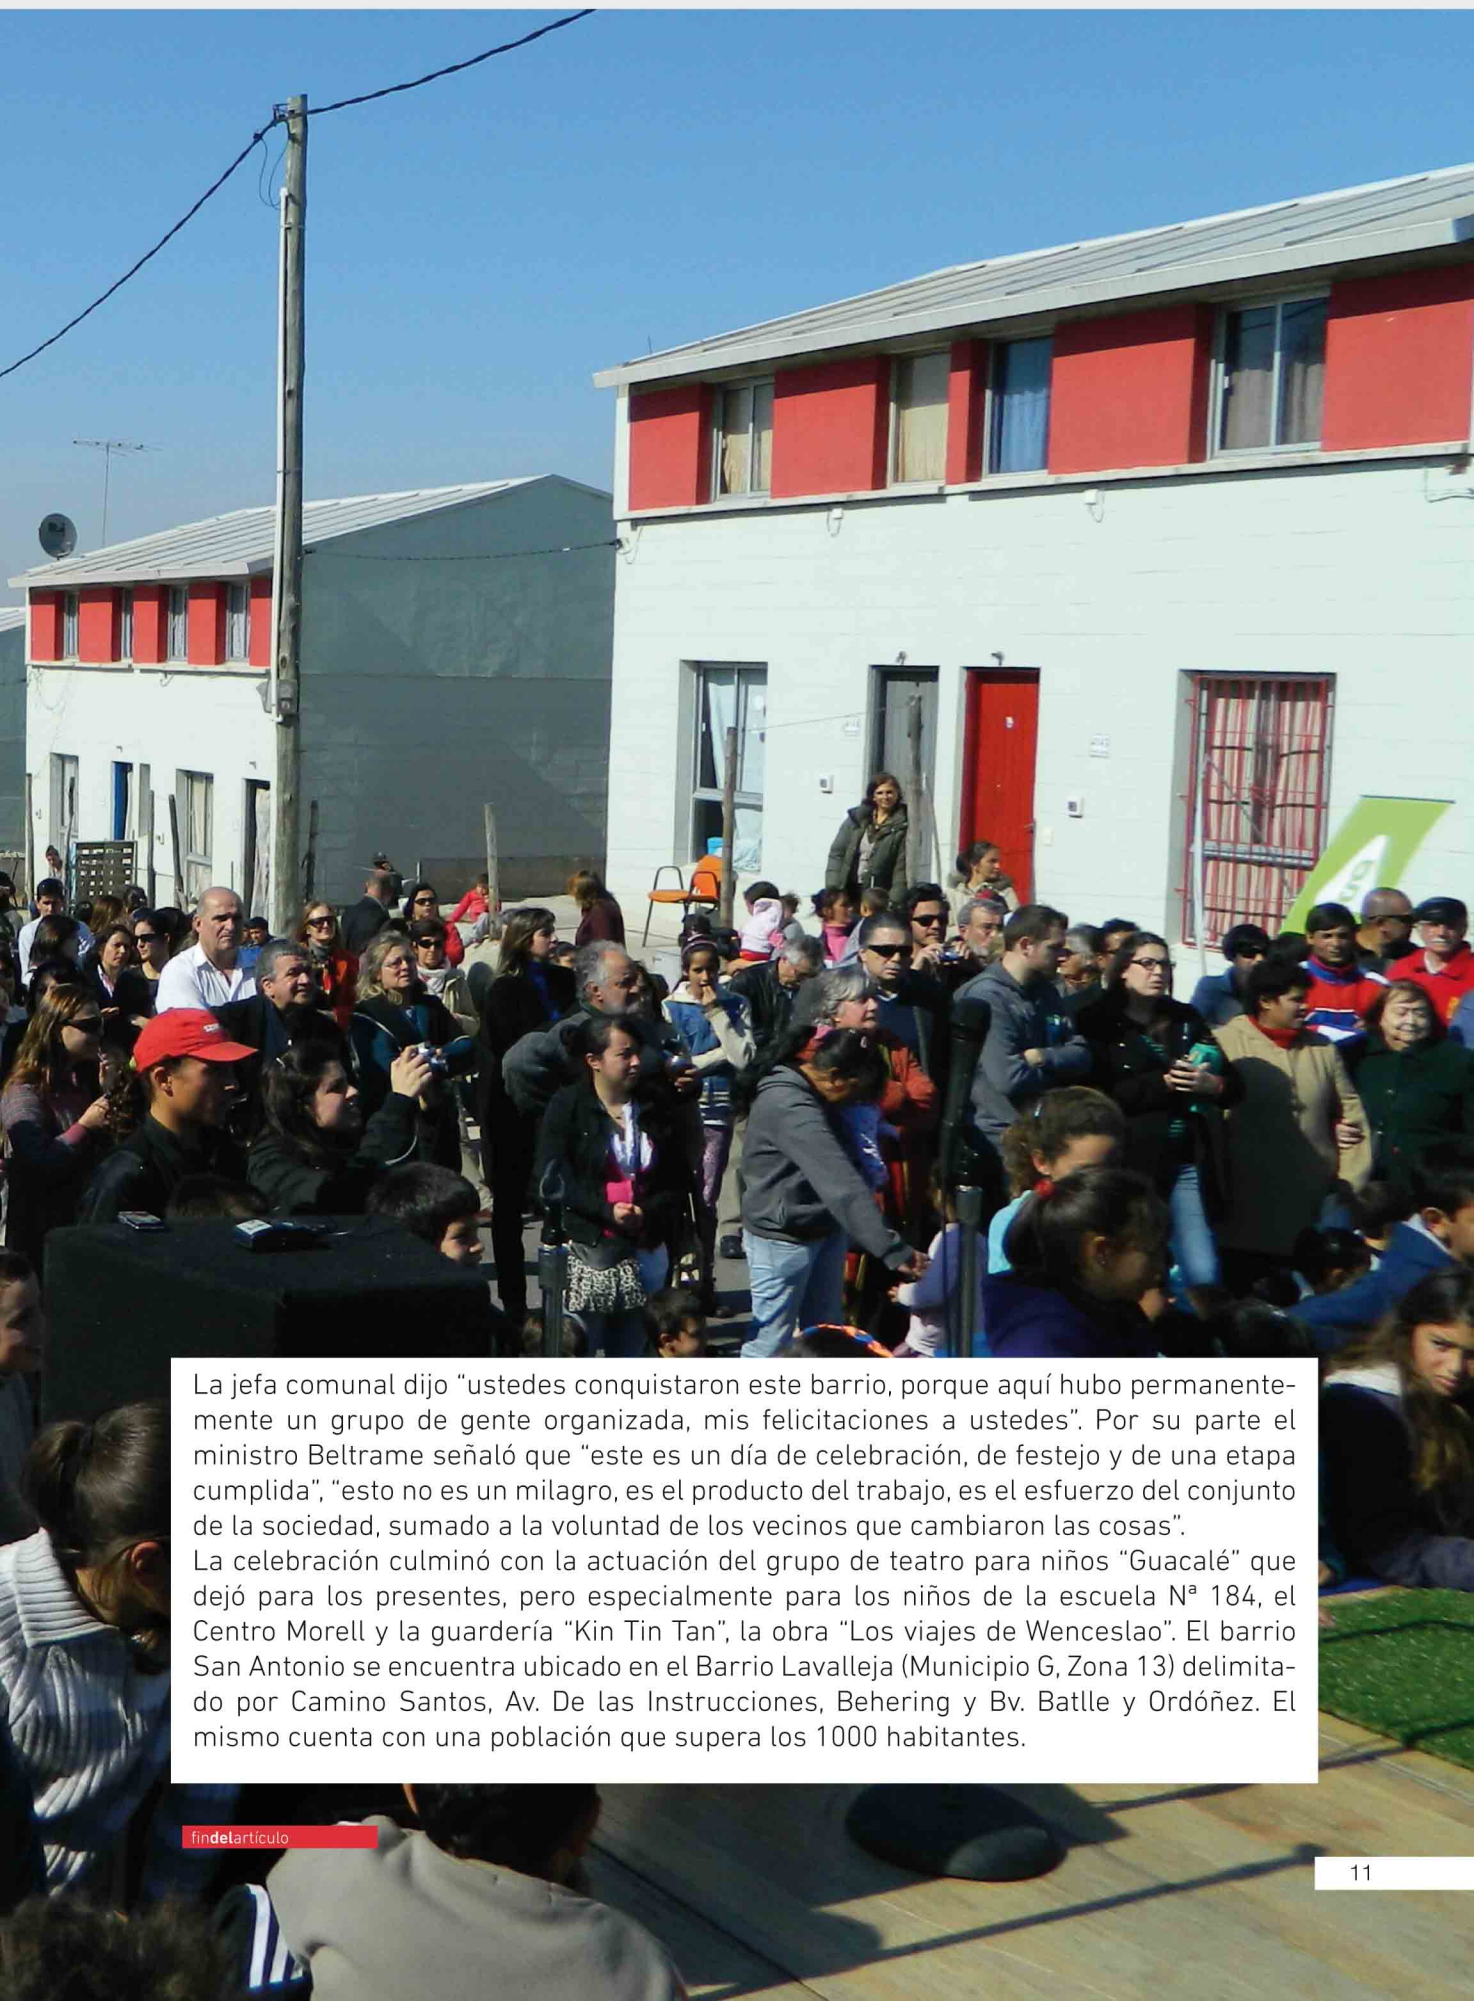 La jefa comunal dijo “ustedes conquistaron este barrio, porque aquí hubo permanente-
mente un grupo de gente organizada, mis felicitaciones a ustedes”. Por su parte el
ministro Beltrame señaló que “este es un día de celebración, de festejo y de una etapa
cumplida”, “esto no es un milagro, es el producto del trabajo, es el esfuerzo del conjunto
de la sociedad, sumado a la voluntad de los vecinos que cambiaron las cosas”.
La celebración culminó con la actuación del grupo de teatro para niños “Guacalé” que
dejó para los presentes, pero especialmente para los niños de la escuela Nª 184, el
Centro Morell y la guardería “Kin Tin Tan”, la obra “Los viajes de Wenceslao”. El barrio
San Antonio se encuentra ubicado en el Barrio Lavalleja (Municipio G, Zona 13) delimita-
do por Camino Santos, Av. De las Instrucciones, Behering y Bv. Batlle y Ordóñez. El
mismo cuenta con una población que supera los 1000 habitantes.
findelartículo
11